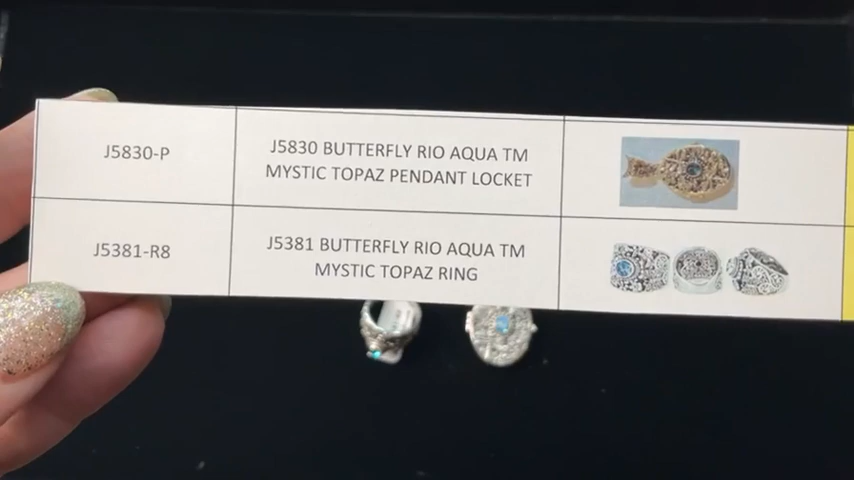 J5830-P
J5830 BUTTERFLY RIO AQUA TM
MYSTIC TOPAZ PENDANT LOCKET
J5381-R8
J5381 BUTTERFLY RIO AQUA TM
MYSTIC TOPAZ RING